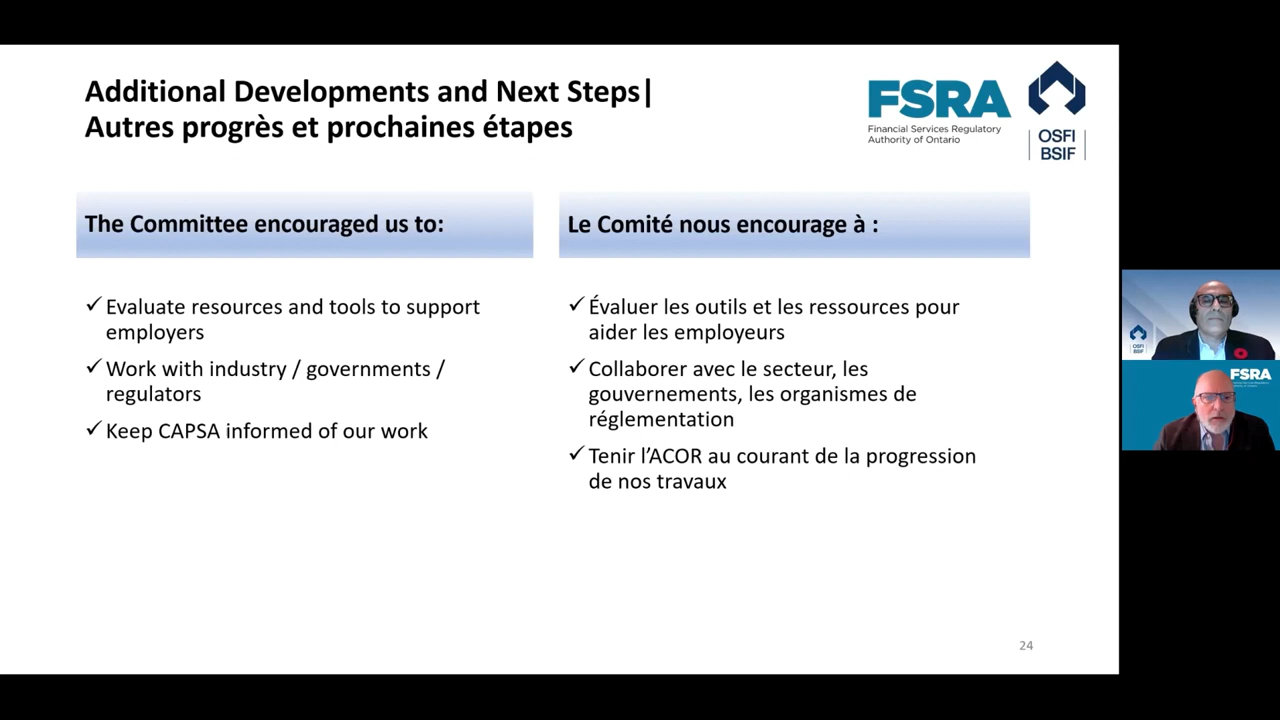 Additional Developments and Next Steps|
Autres progrès et prochaines étapes
FSRA
Financial Services Regulatory
Authority of Ontario
OSFI
BSIF
The Committee encouraged us to:
✓ Evaluate resources and tools to support
employers
✓ Work with industry / governments /
regulators
✓ Keep CAPSA informed of our work
Le Comité nous encourage à :
✓ Évaluer les outils et les ressources pour
aider les employeurs
✓ Collaborer avec le secteur, les
gouvernements, les organismes de
réglementation
✓ Tenir l’ACOR au courant de la progression
de nos travaux
24
OSFI
BSIF
FSRA